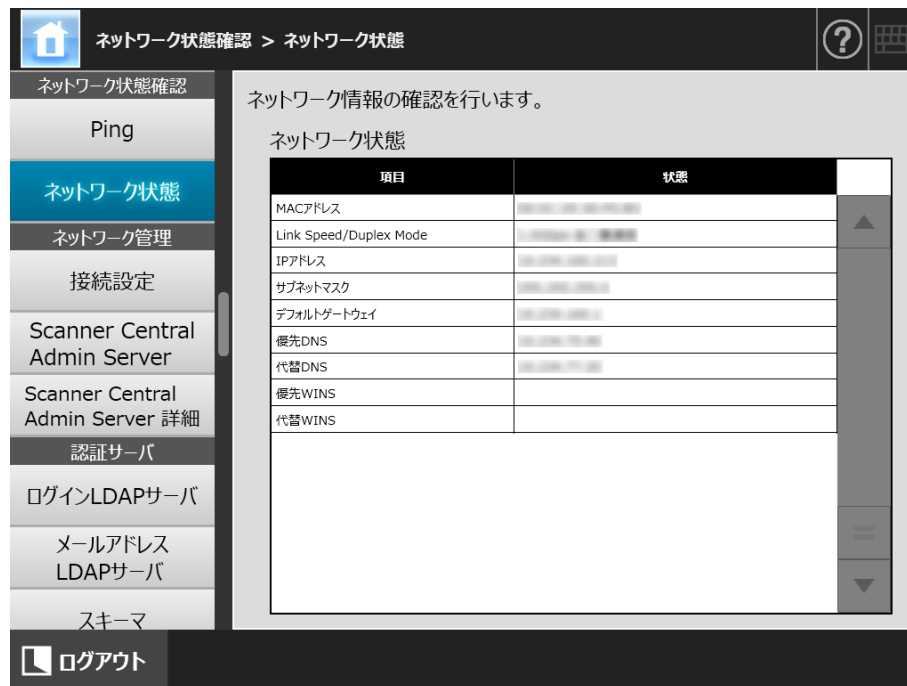 ネットワーク状態確認 > ネットワーク状態
?
ネットワーク状態確認
Ping
ネットワーク状態
ネットワーク管理
接続設定
Scanner Central
Admin Server
Scanner Central
Admin Server 詳細
認証サーバ
ログインLDAPサーバ
メールアドレス
LDAPサーバ
スキーマ
ネットワーク情報の確認を行います。
ネットワーク状態
項目 状態
MACアドレス
Link Speed/Duplex Mode
IPアドレス
サブネットマスク
デフォルトゲートウェイ
優先DNS
代替DNS
優先WINS
代替WINS
ログアウト